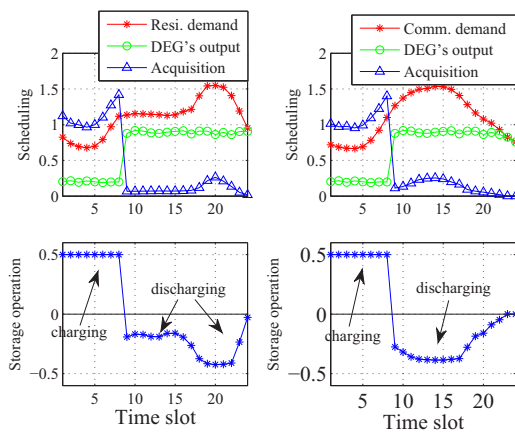 Resi. demand
DEG's output
Acquisition
Scheduling
2
1.5
1
0.5
0
5 10 15 20
Comm. demand
DEG's output
Acquisition
Scheduling
2
1.5
1
0.5
0
5 10 15 20
Storage operation
0.5
0
−0.5
charging
discharging
5 10 15 20
Time slot
Storage operation
0.5
0
−0.5
charging
discharging
5 10 15 20
Time slot